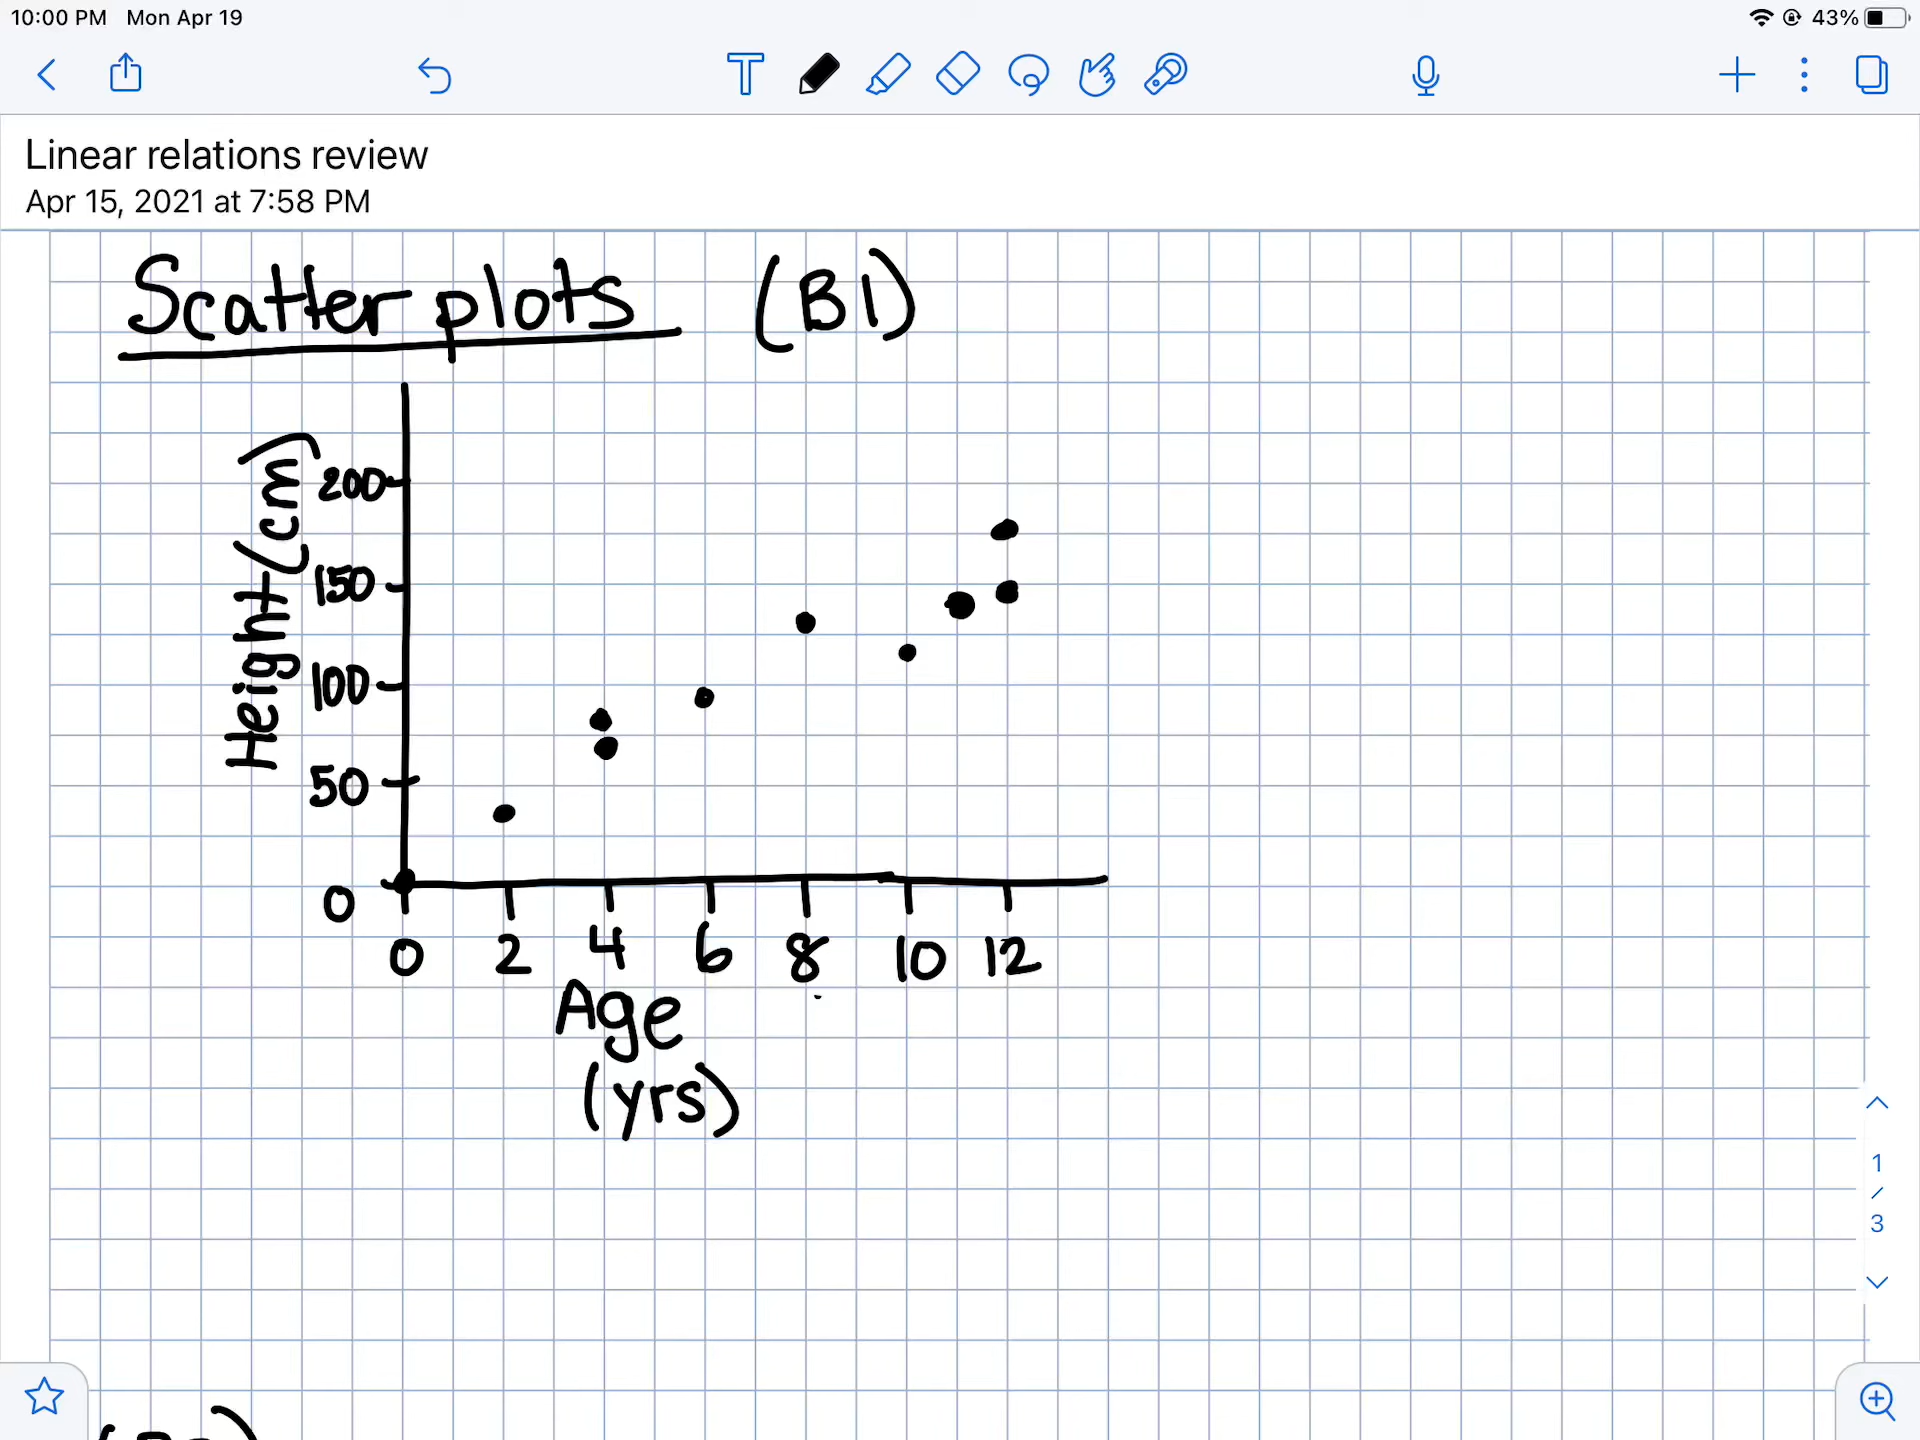 10:00 PM Mon Apr 19 43%
T
Linear relations review
Apr 15, 2021 at 7:58 PM
Scatter plots (B1)
Height (cm)
200
150
100
50
0
0 2 4 6 8 10 12
Age
(yrs)
1
/
3